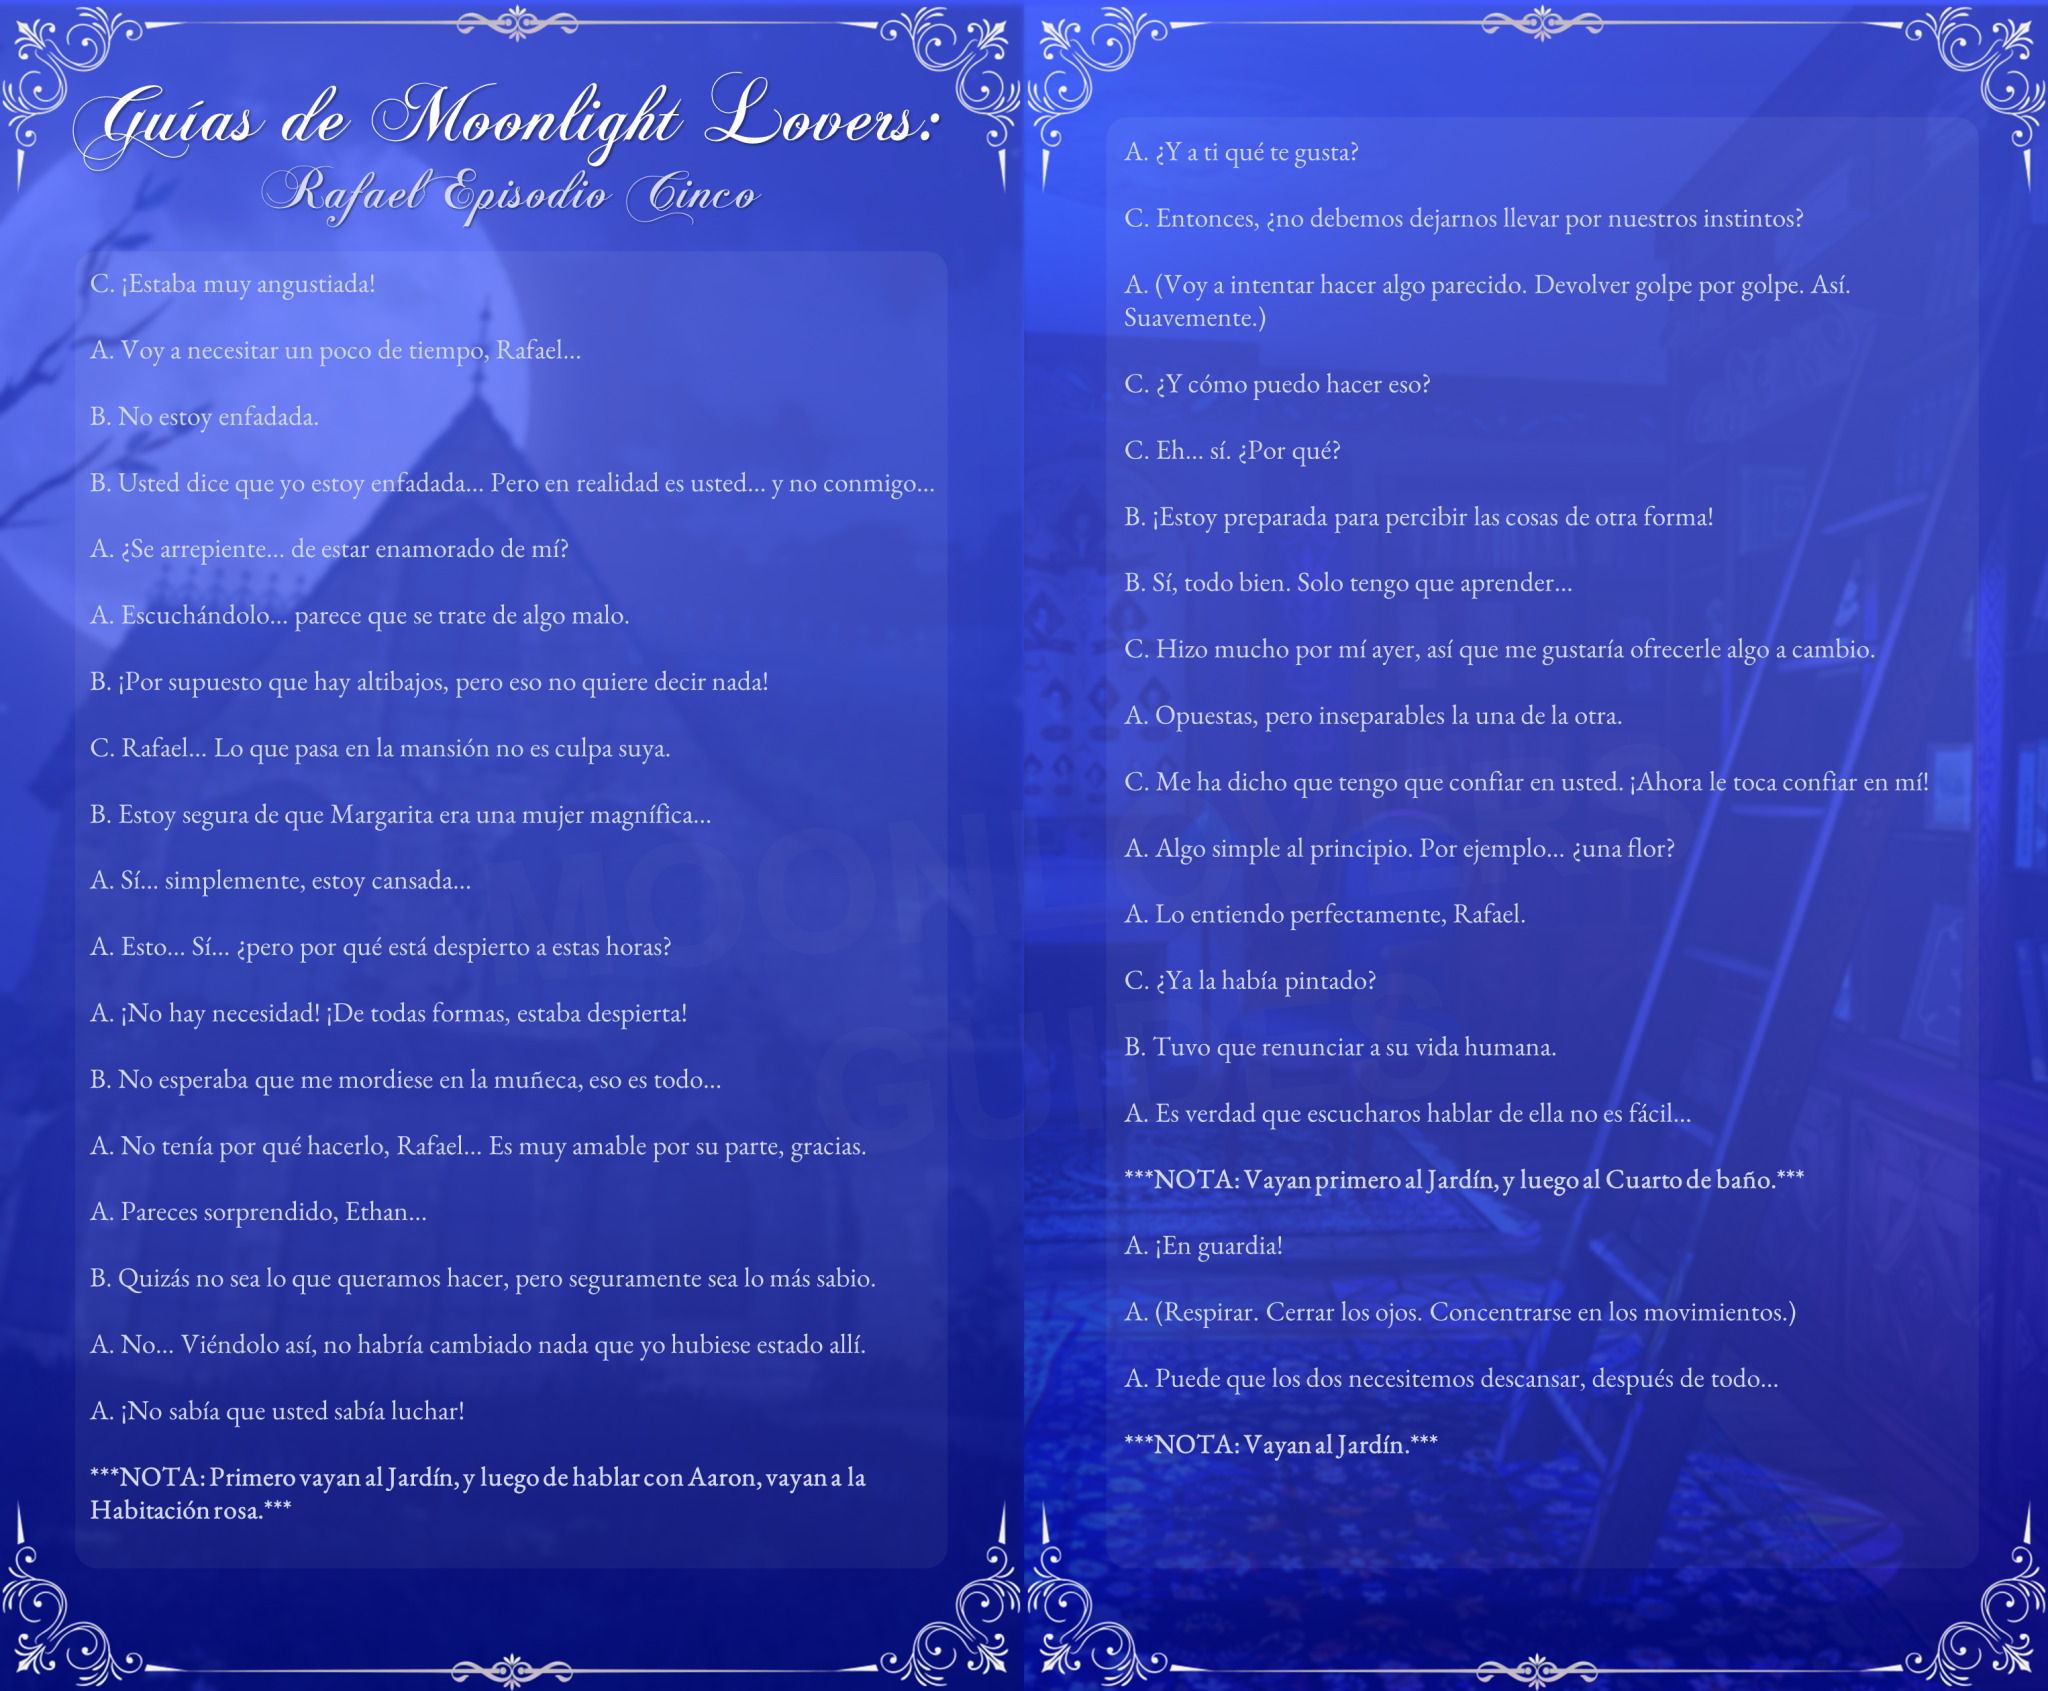 Guías de Moonlight Lovers:
Rafael Episodio Cinco
C. ¡Estaba muy angustiada!
A. Voy a necesitar un poco de tiempo, Rafael...
B. No estoy enfadada.
B. Usted dice que yo estoy enfadada... Pero en realidad es usted... y no conmigo...
A. ¿Se arrepiente... de estar enamorado de mí?
A. Escuchándolo... parece que se trate de algo malo.
B. ¡Por supuesto que hay altibajos, pero eso no quiere decir nada!
C. Rafael... Lo que pasa en la mansión no es culpa suya.
B. Estoy segura de que Margarita era una mujer magnífica...
A. Sí... simplemente, estoy cansada...
A. Esto... Sí... ¿pero por qué está despierto a estas horas?
A. ¡No hay necesidad! ¡De todas formas, estaba despierta!
B. No esperaba que me mordiese en la muñeca, eso es todo...
A. No tenía por qué hacerlo, Rafael... Es muy amable por su parte, gracias.
A. Pareces sorprendido, Ethan...
B. Quizás no sea lo que queramos hacer, pero seguramente sea lo más sabio.
A. No... Viéndolo así, no habría cambiado nada que yo hubiese estado allí.
A. ¡No sabía que usted sabía luchar!
***NOTA: Primero vayan al Jardín, y luego de hablar con Aaron, vayan a la
Habitación rosa.***
A. ¿Y a ti qué te gusta?
C. Entonces, ¿no debemos dejarnos llevar por nuestros instintos?
A. (Voy a intentar hacer algo parecido. Devolver golpe por golpe. Así.
Suavemente.)
C. ¿Y cómo puedo hacer eso?
C. Eh... sí. ¿Por qué?
B. ¡Estoy preparada para percibir las cosas de otra forma!
B. Sí, todo bien. Solo tengo que aprender...
C. Hizo mucho por mí ayer, así que me gustaría ofrecerle algo a cambio.
A. Opuestas, pero inseparables la una de la otra.
C. Me ha dicho que tengo que confiar en usted. ¡Ahora le toca confiar en mí!
A. Algo simple al principio. Por ejemplo... ¿una flor?
A. Lo entiendo perfectamente, Rafael.
C. ¿Ya la había pintado?
B. Tuvo que renunciar a su vida humana.
A. Es verdad que escucharos hablar de ella no es fácil...
***NOTA: Vayan primero al Jardín, y luego al Cuarto de baño.***
A. ¡En guardia!
A. (Respirar. Cerrar los ojos. Concentrarse en los movimientos.)
A. Puede que los dos necesitemos descansar, después de todo...
***NOTA: Vayan al Jardín.***
MOONLOVERS
GUIDES